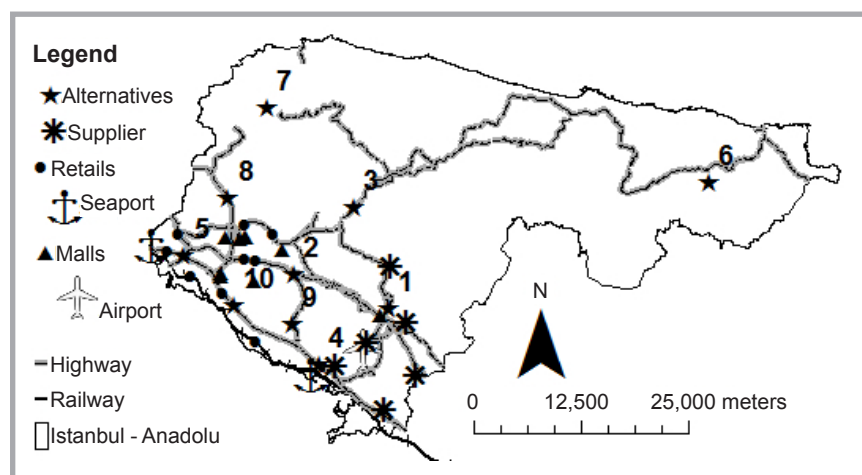 Legend
Alternatives
Supplier
Retails
Seaport
Malls
Airport
Highway
Railway
Istanbul - Anadolu
7
6
8
3
5
2
10
1
9
4
N
0 12,500 25,000 meters